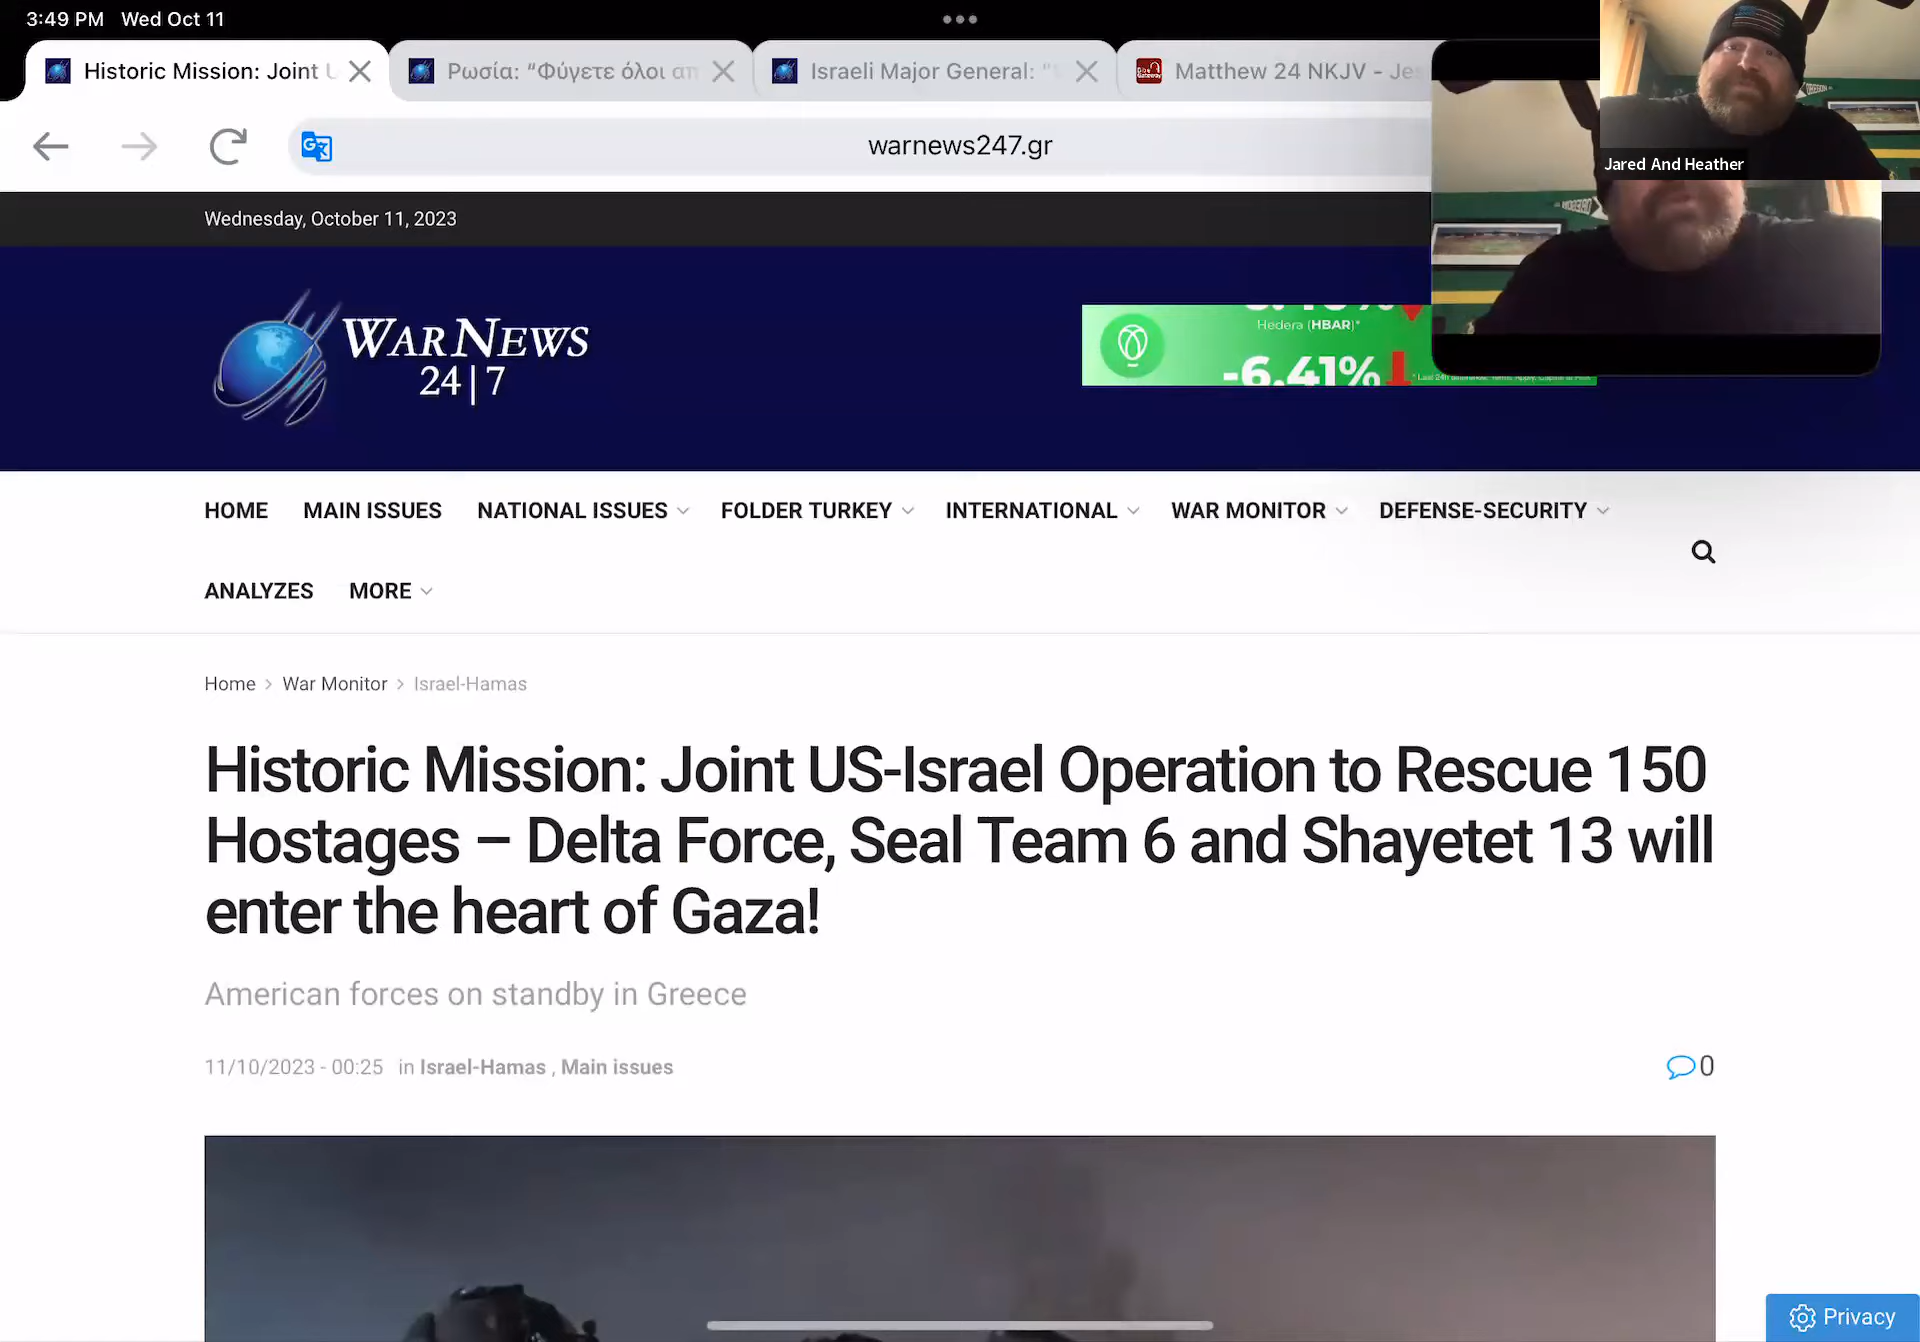 3:49 PM Wed Oct 11
Historic Mission: Joint
Ρωσία: “Φύγετε όλοι απ
Israeli Major General: "
Matthew 24 NKJV - Jes
warnews247.gr
Jared And Heather
Wednesday, October 11, 2023
WAR NEWS
24|7
Hedera (HBAR)*
-6.41%
HOME MAIN ISSUES NATIONAL ISSUES FOLDER TURKEY INTERNATIONAL WAR MONITOR DEFENSE-SECURITY
ANALYZES MORE
Home > War Monitor > Israel-Hamas
Historic Mission: Joint US-Israel Operation to Rescue 150
Hostages – Delta Force, Seal Team 6 and Shayetet 13 will
enter the heart of Gaza!
American forces on standby in Greece
11/10/2023 - 00:25 in Israel-Hamas , Main issues
0
Privacy